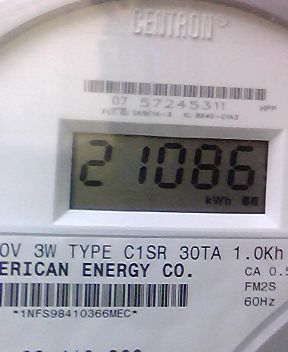 CENTRON
07 57245311
21086
kWh
0V 3W TYPE C1SR 30TA 1.0Kh
ERICAN ENERGY CO.
CA 0.5
FM2S
60Hz
*1NFS98410366MEC*